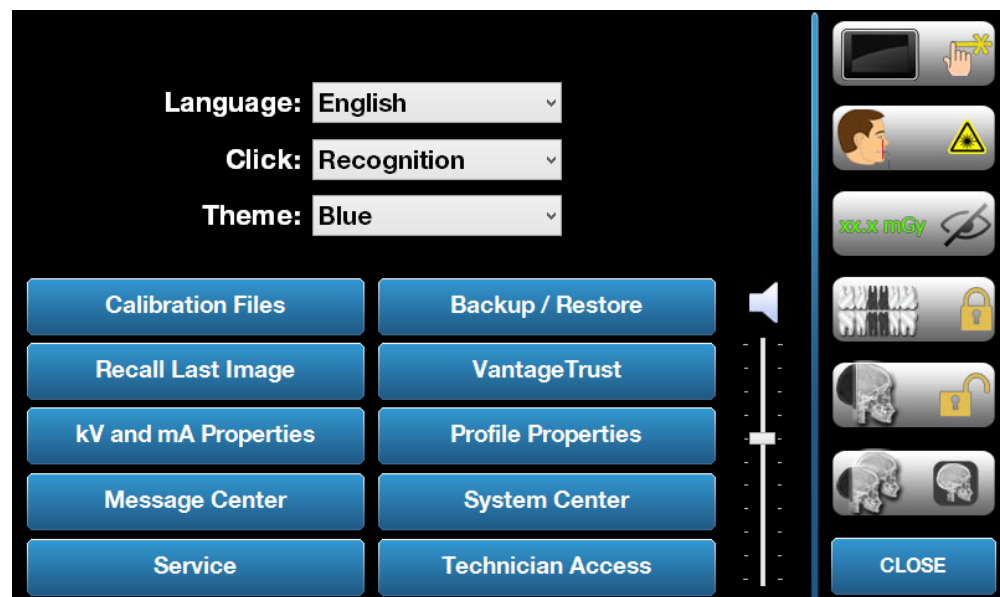 Language: English
Click: Recognition
Theme: Blue
xx.x mGy
Calibration Files
Backup / Restore
Recall Last Image
VantageTrust
kV and mA Properties
Profile Properties
Message Center
System Center
Service
Technician Access
CLOSE